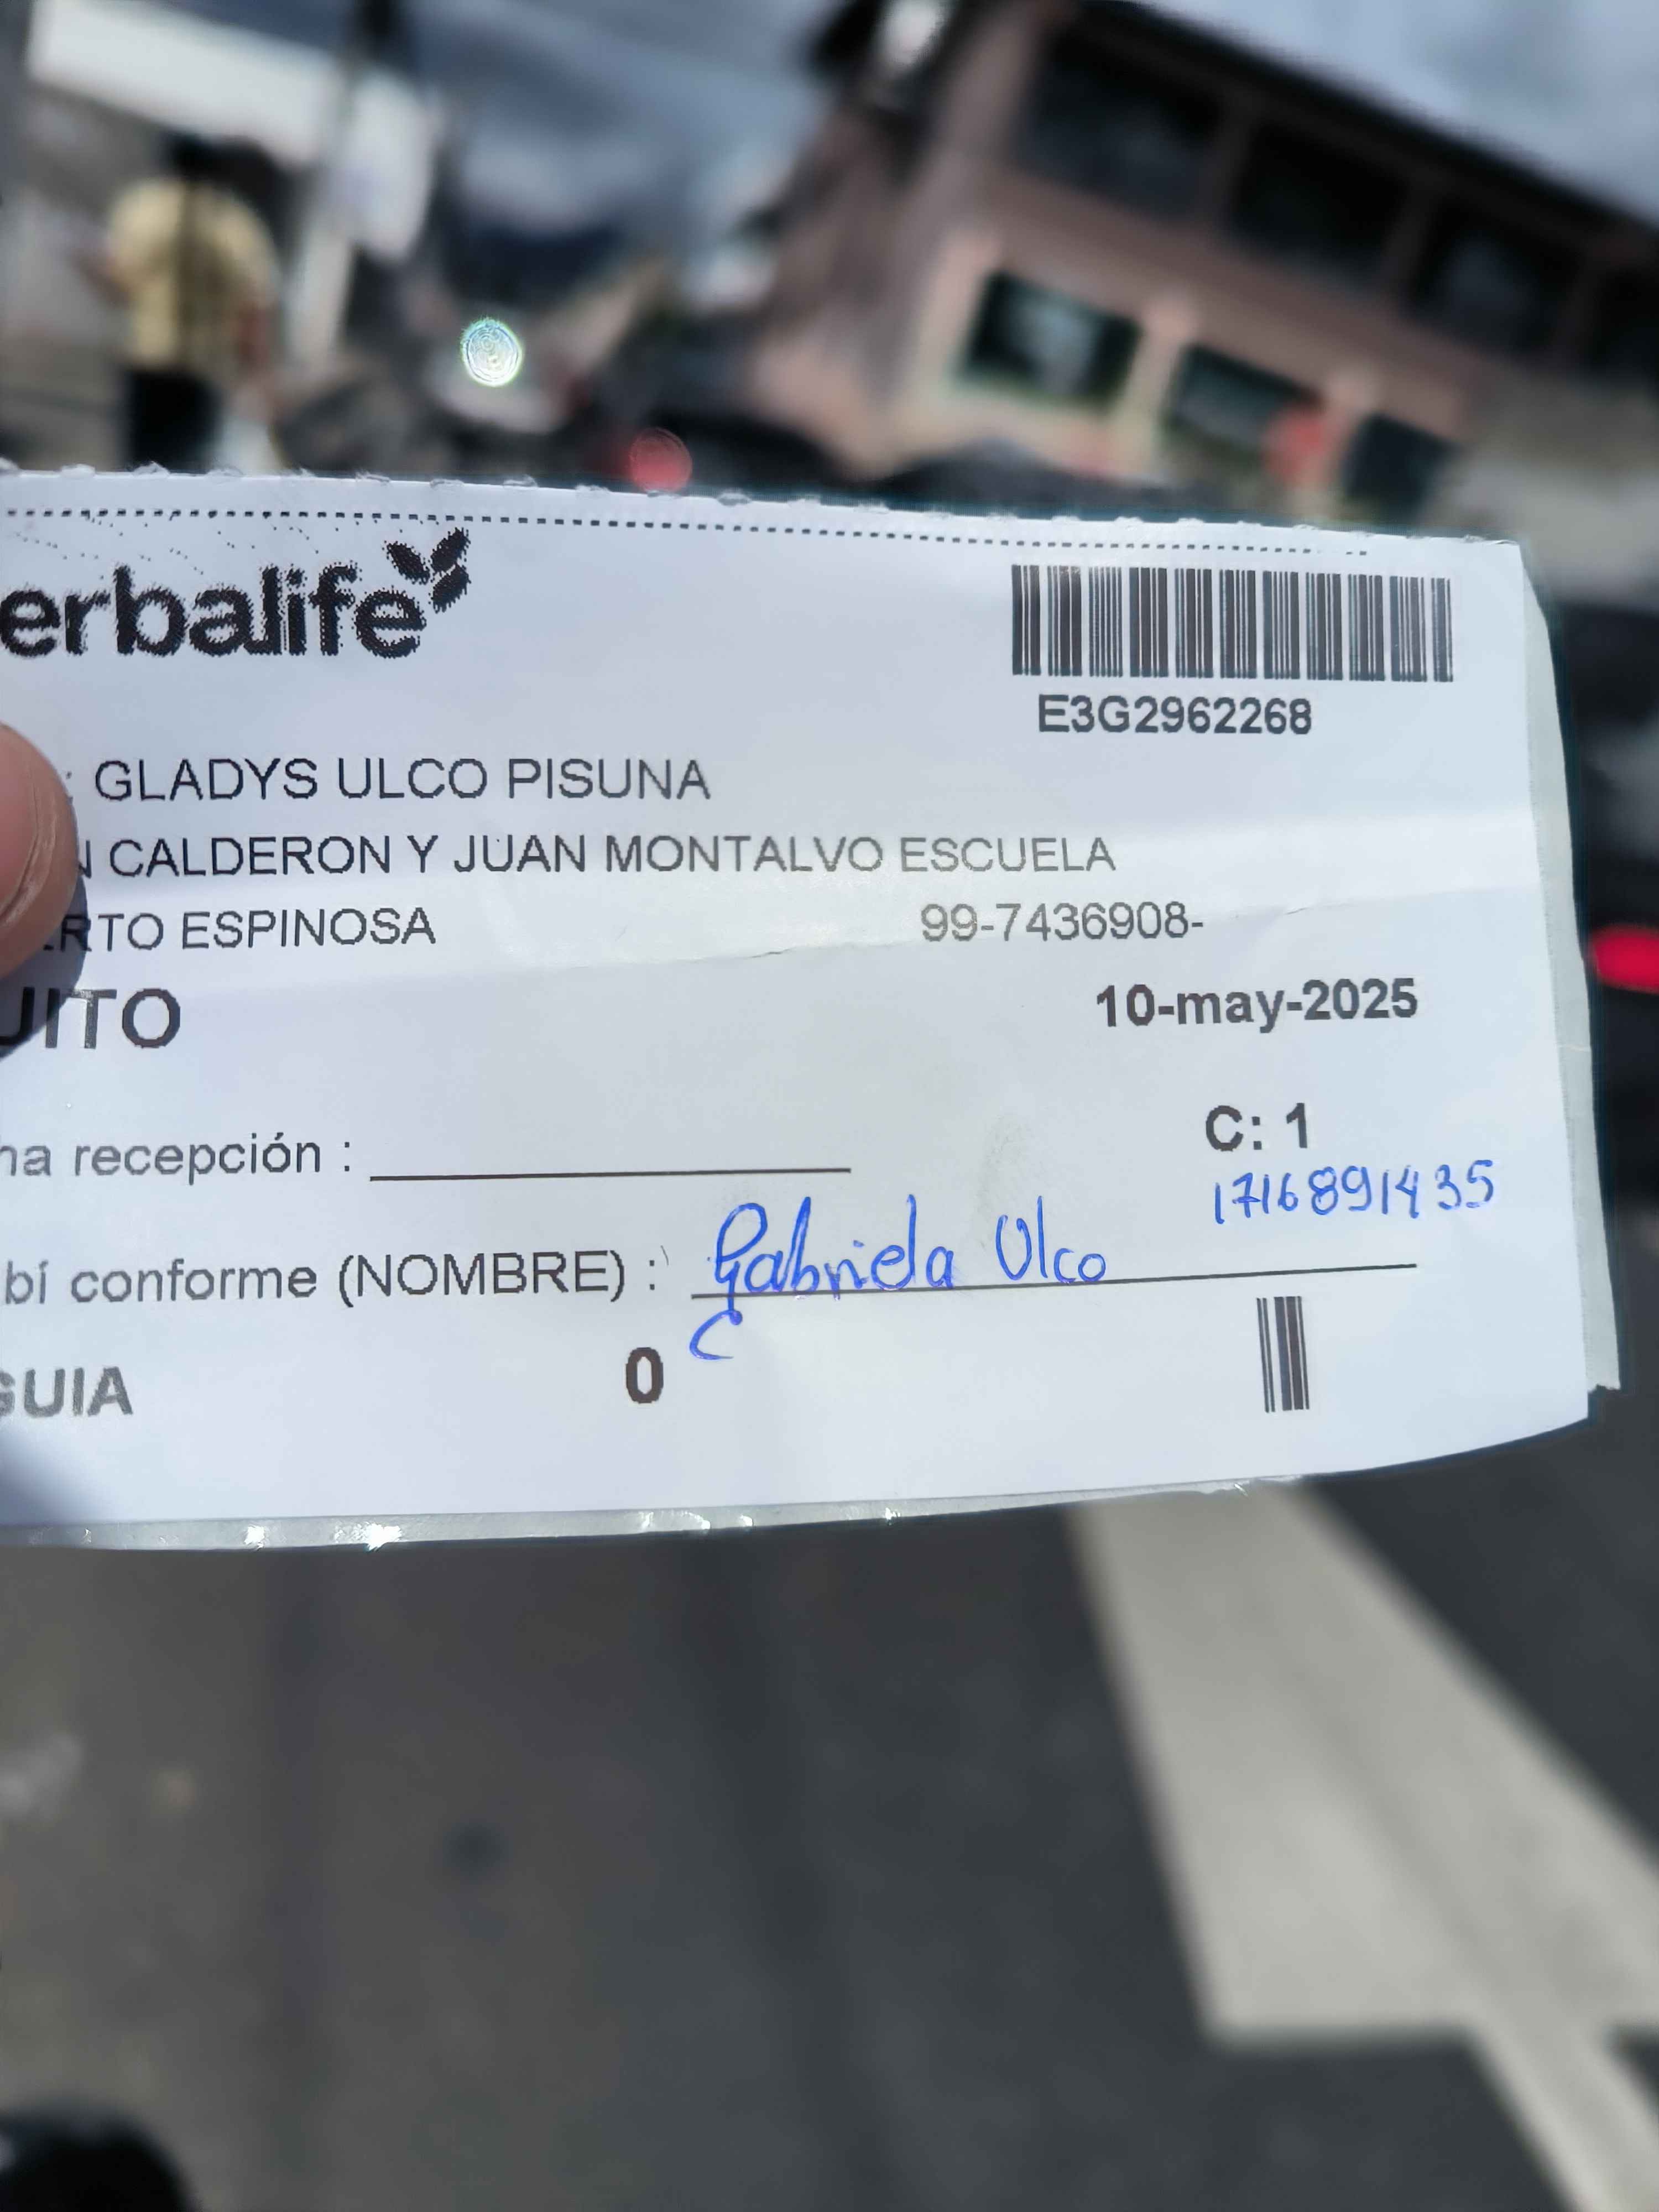 erbalife
E3G2962268
: GLADYS ULCO PISUNA
N CALDERON Y JUAN MONTALVO ESCUELA
RTO ESPINOSA 99-7436908-
UITO 10-may-2025
C: 1
na recepción :
1716891435
bí conforme (NOMBRE) : Gabriela Ulco
C
GUIA 0